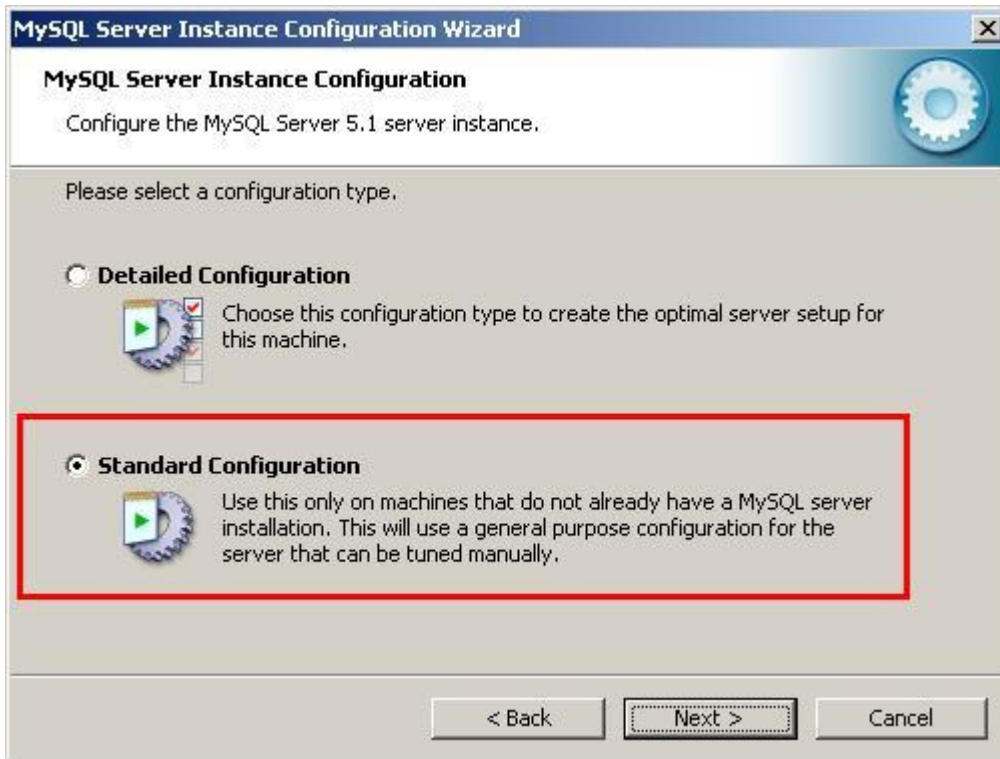 MySQL Server Instance Configuration Wizard
MySQL Server Instance Configuration
Configure the MySQL Server 5.1 server instance.
Please select a configuration type.
Detailed Configuration
Choose this configuration type to create the optimal server setup for
this machine.
Standard Configuration
Use this only on machines that do not already have a MySQL server
installation. This will use a general purpose configuration for the
server that can be tuned manually.
< Back
Next >
Cancel